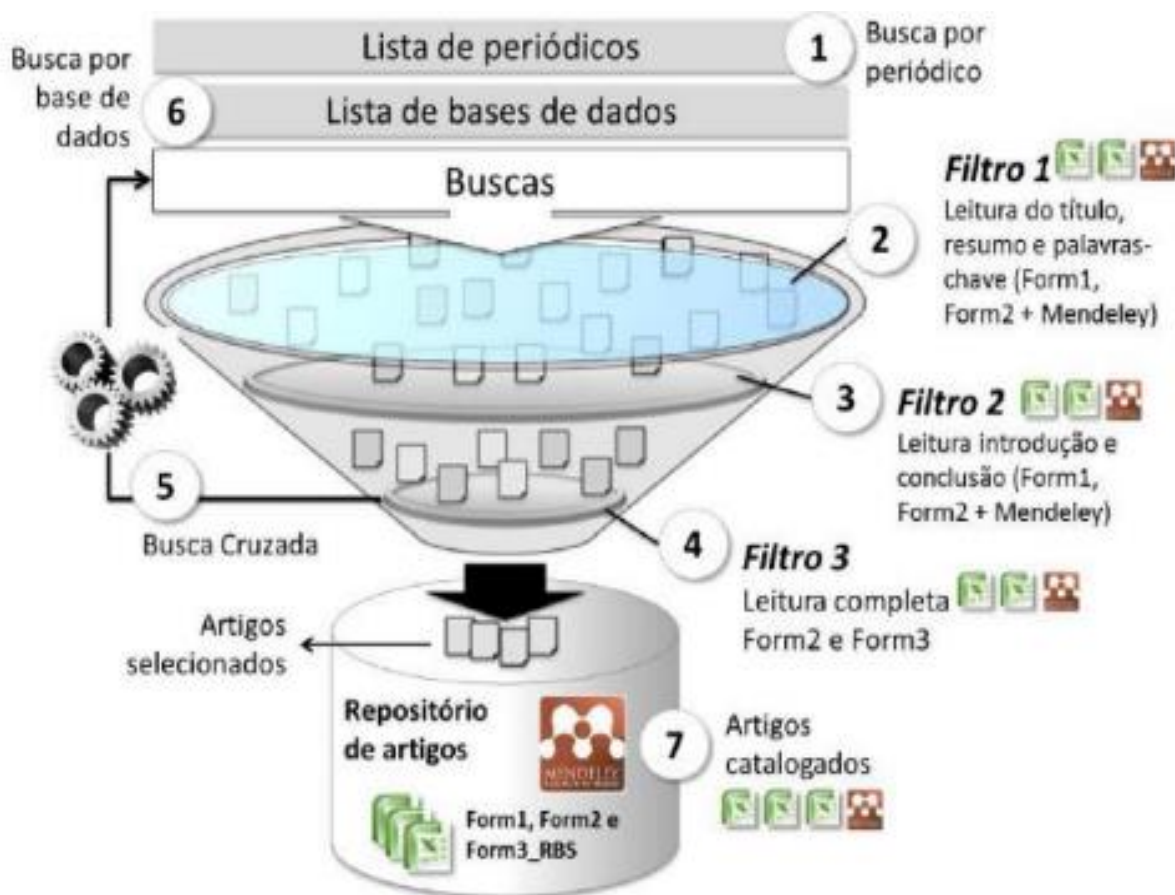 Lista de periódicos
1
Busca por
periódico
Busca por
base de
dados
6
Lista de bases de dados
Buscas
Filtro 1
Leitura do título,
resumo e palavras-
chave (Form1,
Form2 + Mendeley)
2
3
Filtro 2
Leitura introdução e
conclusão (Form1,
Form2 + Mendeley)
5
Busca Cruzada
4
Filtro 3
Leitura completa
Form2 e Form3
Artigos
selecionados
Repositório
de artigos
MENDELEY
7
Artigos
catalogados
Form1, Form2 e
Form3_RBS